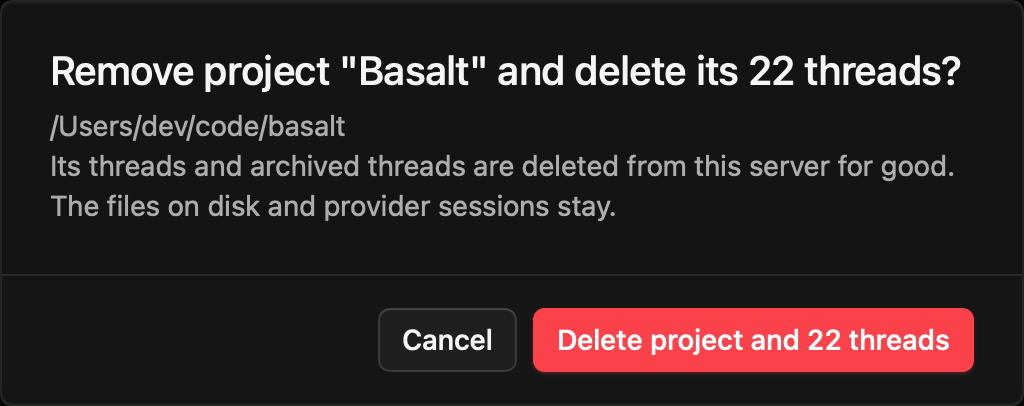 Remove project "Basalt" and delete its 22 threads?
/Users/dev/code/basalt
Its threads and archived threads are deleted from this server for good.
The files on disk and provider sessions stay.
Cancel
Delete project and 22 threads